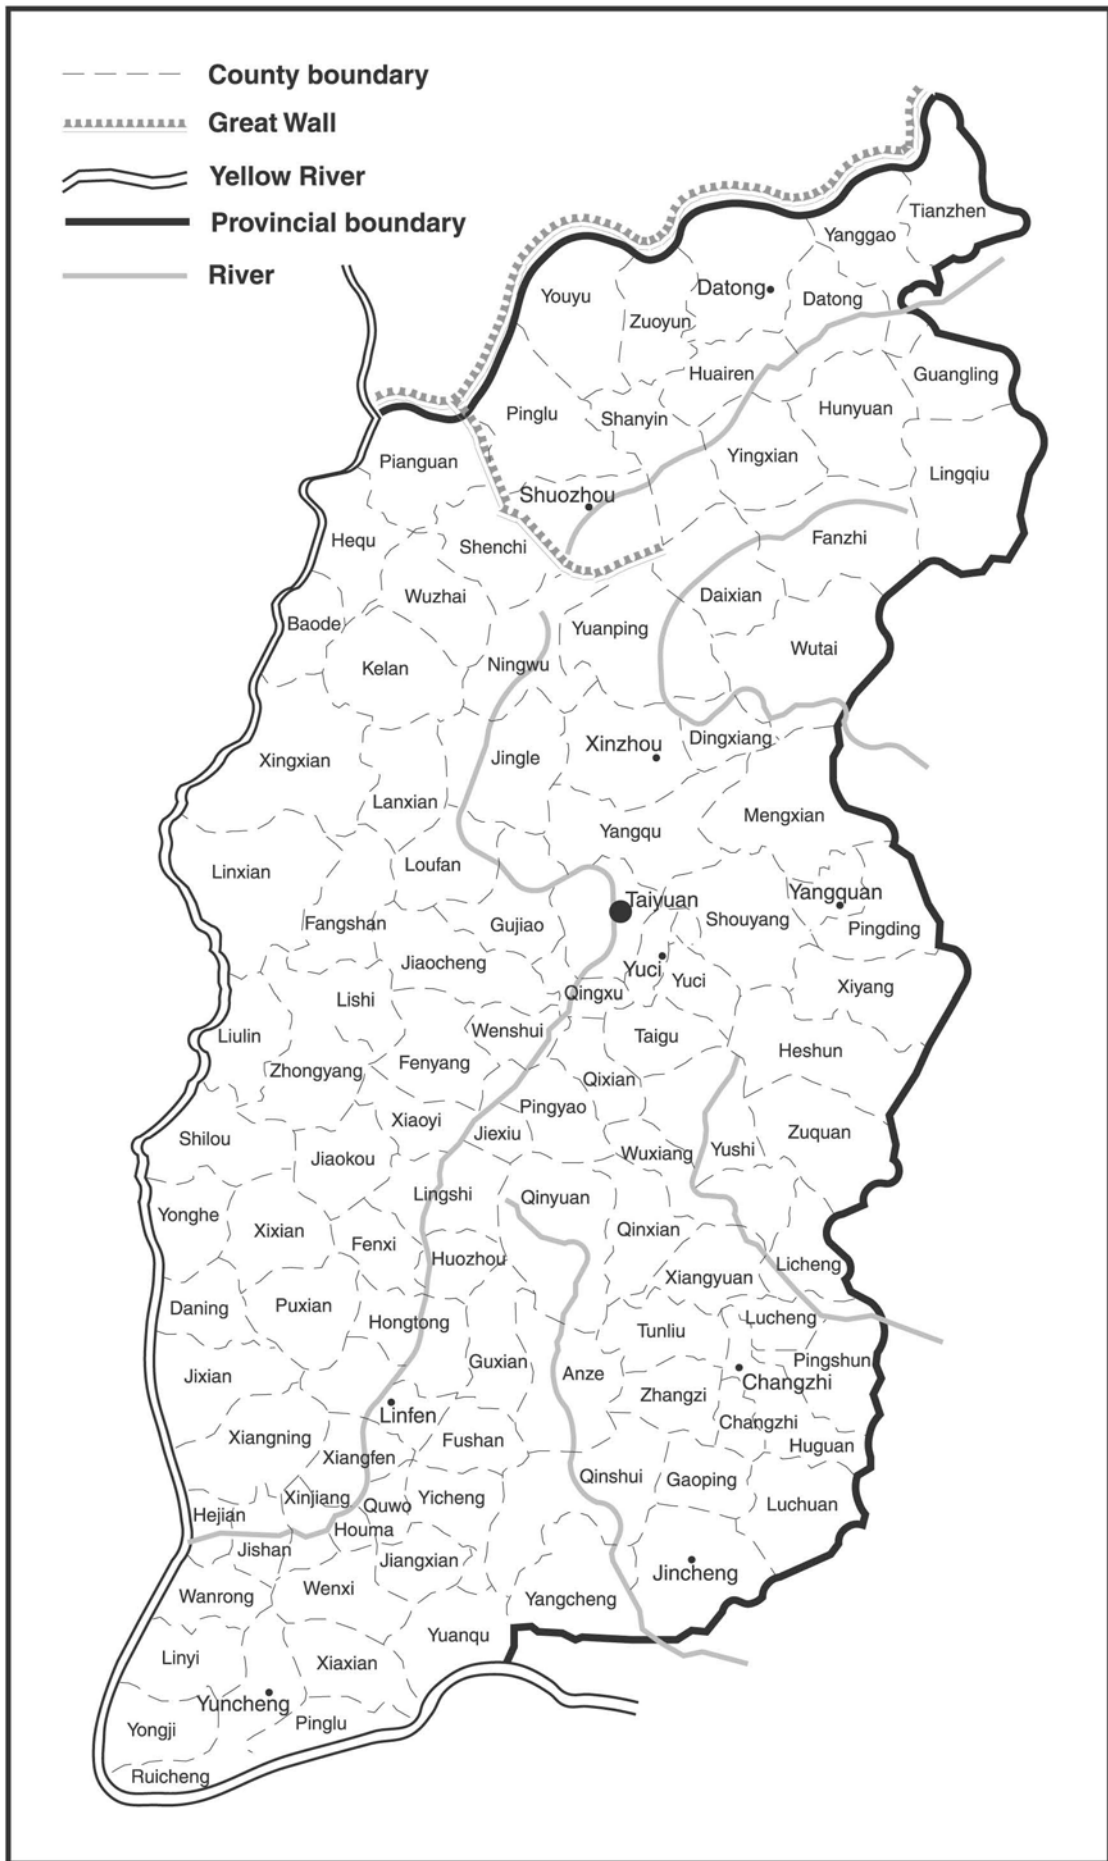 County boundary
Great Wall
Yellow River
Provincial boundary
River
Tianzhen
Yanggao
Datong
Datong
Youyu
Zuoyun
Huairen
Guangling
Pinglu
Shanyin
Hunyuan
Yingxian
Pianguan
Lingqiu
Shuozhou
Hequ
Shenchi
Fanzhi
Wuzhai
Daixian
Baode
Yuanping
Wutai
Kelan
Ningwu
Xinzhou
Dingxiang
Xingxian
Jingle
Lanxian
Mengxian
Yangqu
Linxian
Loufan
Yangquan
Taiyuan
Fangshan
Gujiao
Shouyang
Pingding
Jiaocheng
Yuci
Yuci
Xiyang
Lishi
Qingxu
Liulin
Wenshui
Taigu
Heshun
Zhongyang
Fenyang
Qixian
Xiaoyi
Pingyao
Shilou
Jiexiu
Zuquan
Jiaokou
Wuxiang
Yushi
Lingshi
Qinyuan
Yonghe
Xixian
Fenxi
Qinxian
Huozhou
Licheng
Xiangyuan
Daning
Puxian
Hongtong
Lucheng
Tunliu
Guxian
Pingshun
Jixian
Anze
Changzhi
Zhangzi
Linfen
Changzhi
Xiangning
Fushan
Huguan
Xiangfen
Qinshui
Gaoping
Xinjiang
Quwo
Yicheng
Luchuan
Hejian
Houma
Jishan
Jiangxian
Jincheng
Wanrong
Wenxi
Yangcheng
Yuanqu
Linyi
Xiaxian
Yuncheng
Yongji
Pinglu
Ruicheng